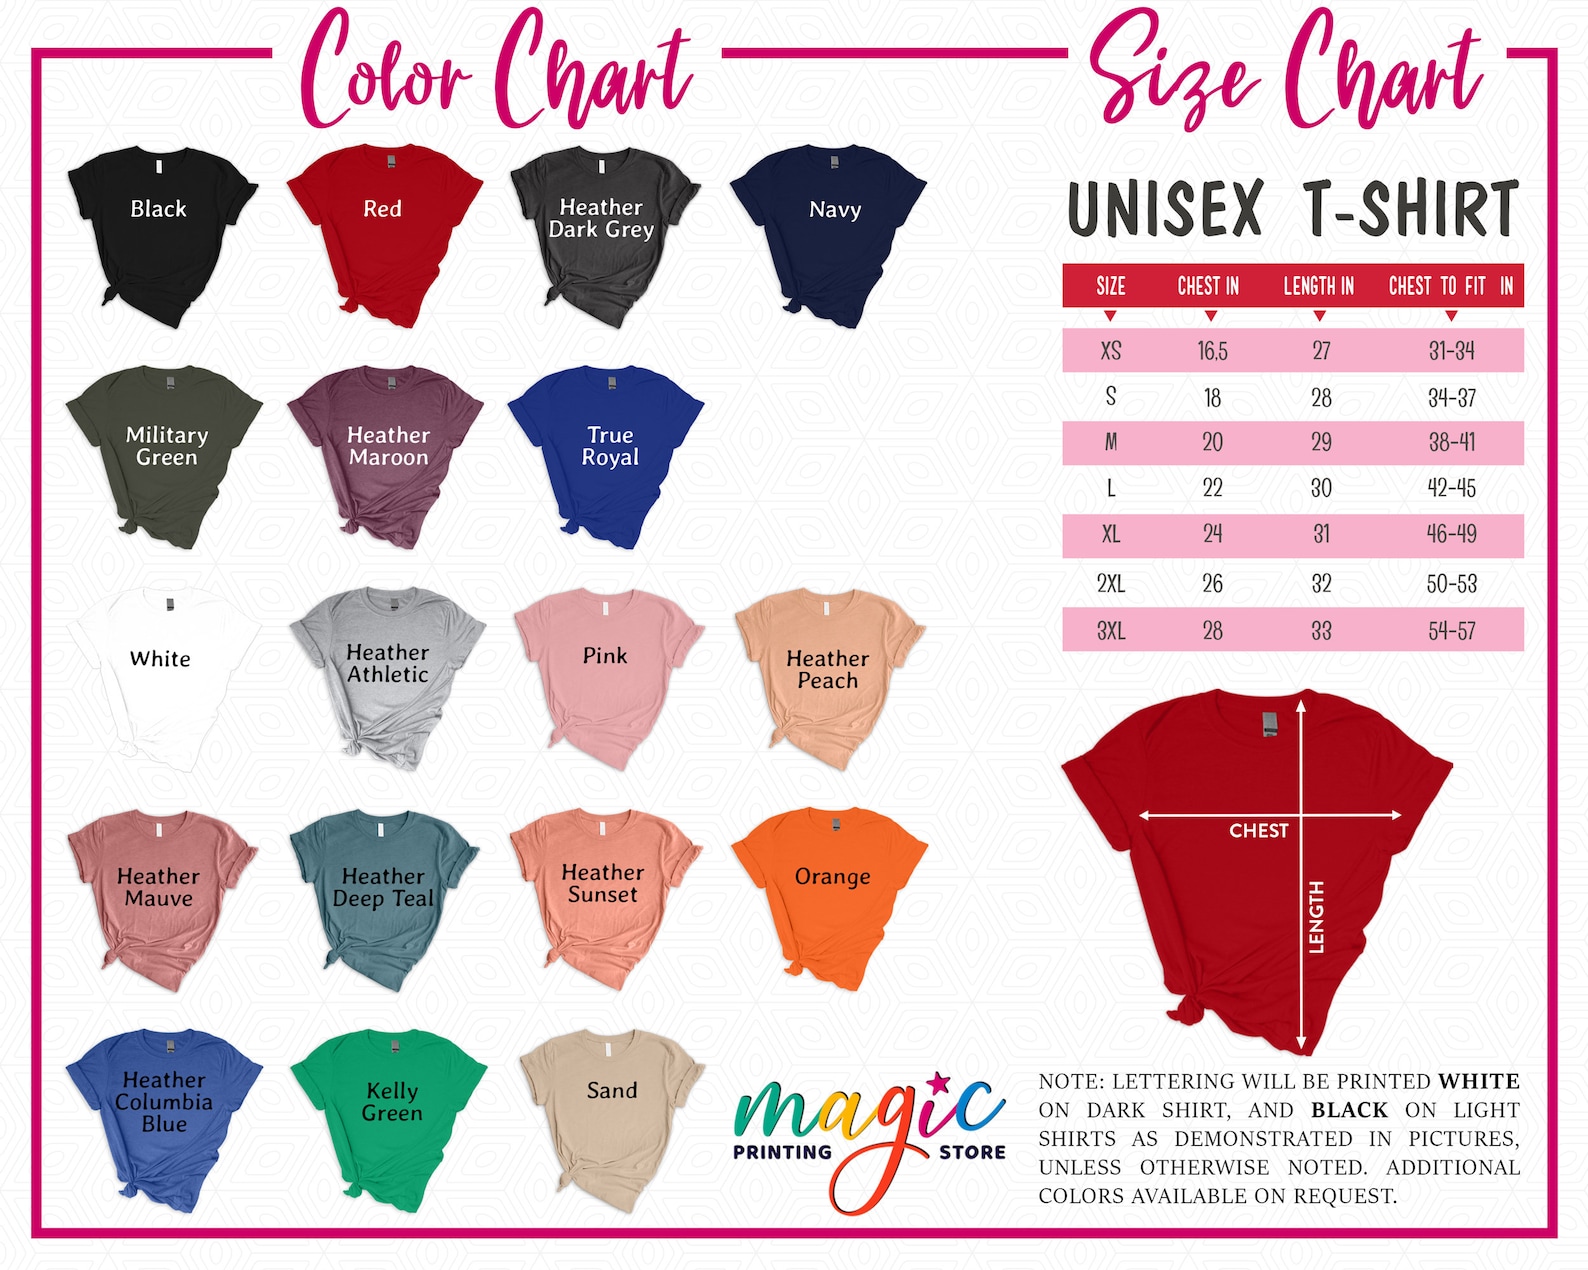 Color Chart
Size Chart
Black
Red
Heather
Dark Grey
Navy
Military
Green
Heather
Maroon
True
Royal
White
Heather
Athletic
Pink
Heather
Peach
Heather
Mauve
Heather
Deep Teal
Heather
Sunset
Orange
Heather
Columbia
Blue
Kelly
Green
Sand
magic
PRINTING STORE
UNISEX T-SHIRT
SIZE CHEST IN LENGTH IN CHEST TO FIT IN
XS 16,5 27 31-34
S 18 28 34-37
M 20 29 38-41
L 22 30 42-45
XL 24 31 46-49
2XL 26 32 50-53
3XL 28 33 54-57
CHEST
LENGTH
NOTE: LETTERING WILL BE PRINTED WHITE
ON DARK SHIRT, AND BLACK ON LIGHT
SHIRTS AS DEMONSTRATED IN PICTURES,
UNLESS OTHERWISE NOTED. ADDITIONAL
COLORS AVAILABLE ON REQUEST.